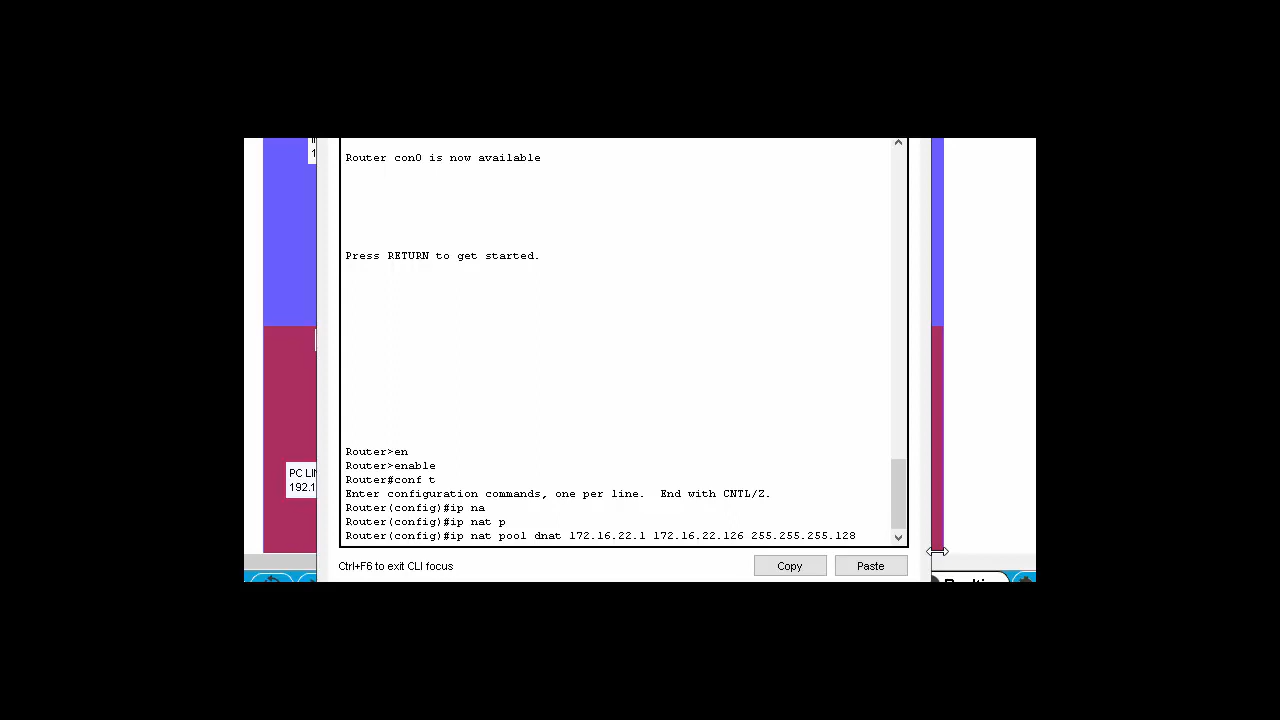 Router con0 is now available
Press RETURN to get started.
Router>en
Router>enable
Router#conf t
Enter configuration commands, one per line.  End with CNTL/Z.
Router(config)#ip na
Router(config)#ip nat p
Router(config)#ip nat pool dnat 172.16.22.1 172.16.22.126 255.255.255.128
PC
192.1
Ctrl+F6 to exit CLI focus
Copy
Paste